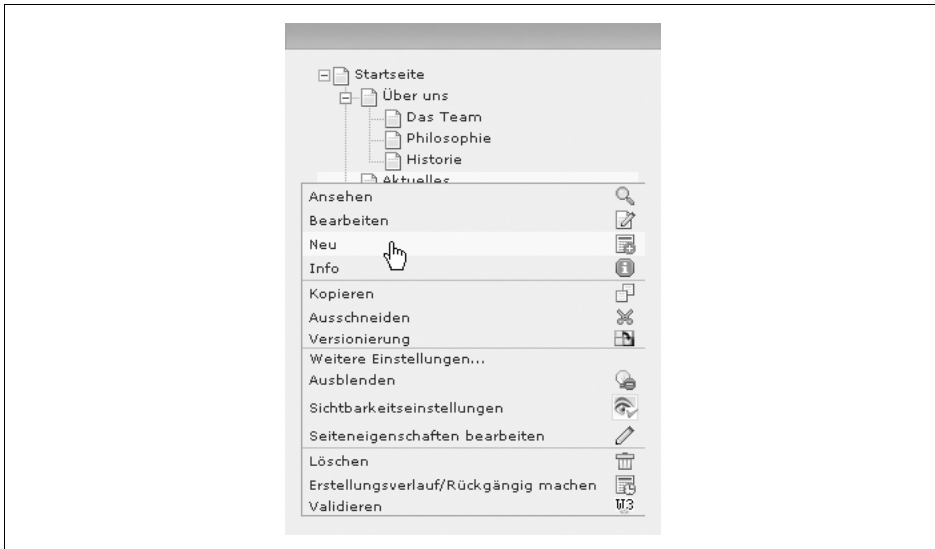 Startseite
Über uns
Das Team
Philosophie
Historie
Aktuelles
Ansehen
Bearbeiten
Neu
Info
Kopieren
Ausschneiden
Versionierung
Weitere Einstellungen...
Ausblenden
Sichtbarkeitseinstellungen
Seiteneigenschaften bearbeiten
Löschen
Erstellungsverlauf/Rückgängig machen
Validieren W3